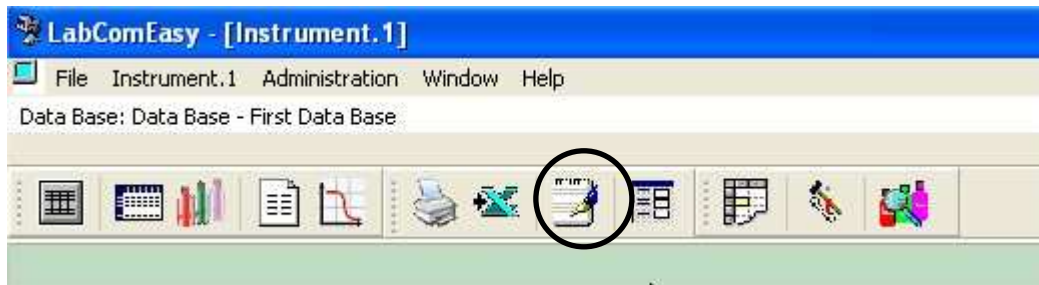 LabComEasy - [Instrument.1]
File Instrument.1 Administration Window Help
Data Base: Data Base - First Data Base